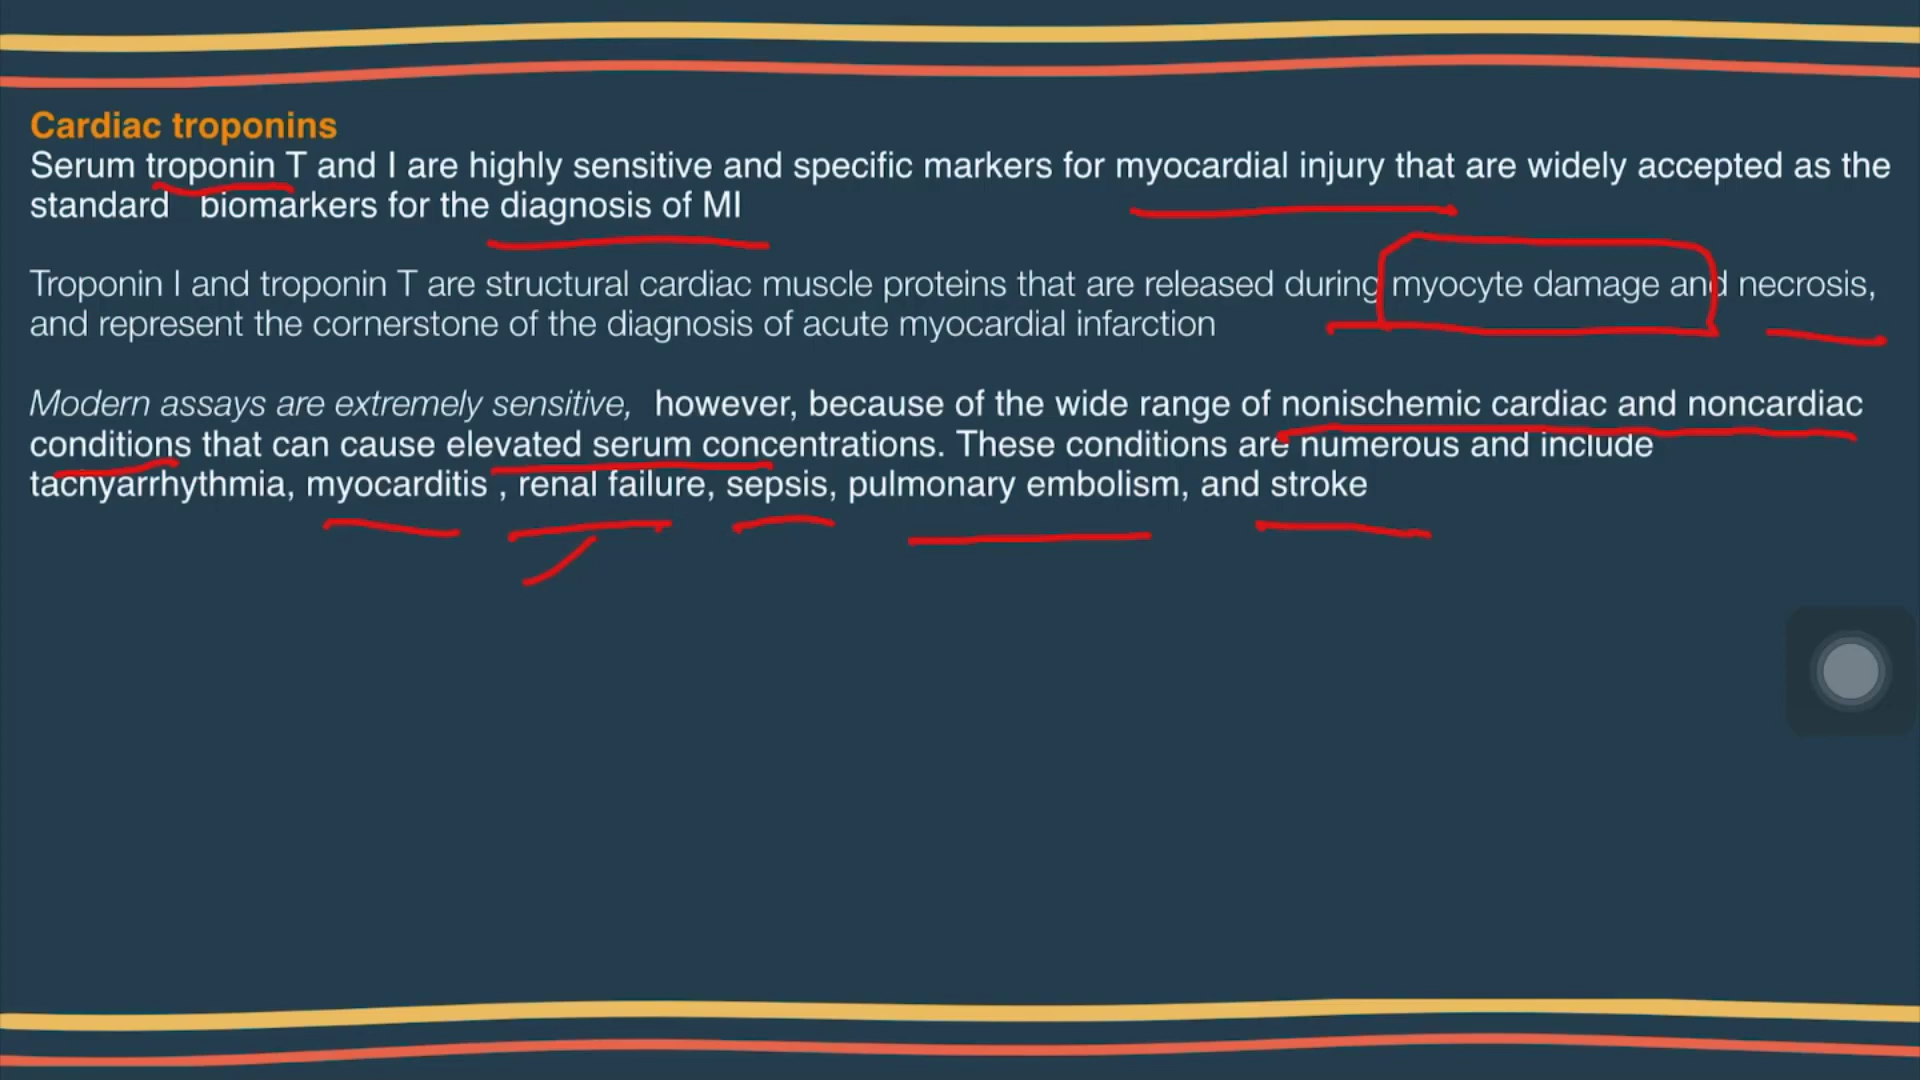 Cardiac troponins
Serum troponin T and I are highly sensitive and specific markers for myocardial injury that are widely accepted as the
standard biomarkers for the diagnosis of MI
Troponin I and troponin T are structural cardiac muscle proteins that are released during myocyte damage and necrosis,
and represent the cornerstone of the diagnosis of acute myocardial infarction
Modern assays are extremely sensitive, however, because of the wide range of nonischemic cardiac and noncardiac
conditions that can cause elevated serum concentrations. These conditions are numerous and include
tachyarrhythmia, myocarditis , renal failure, sepsis, pulmonary embolism, and stroke